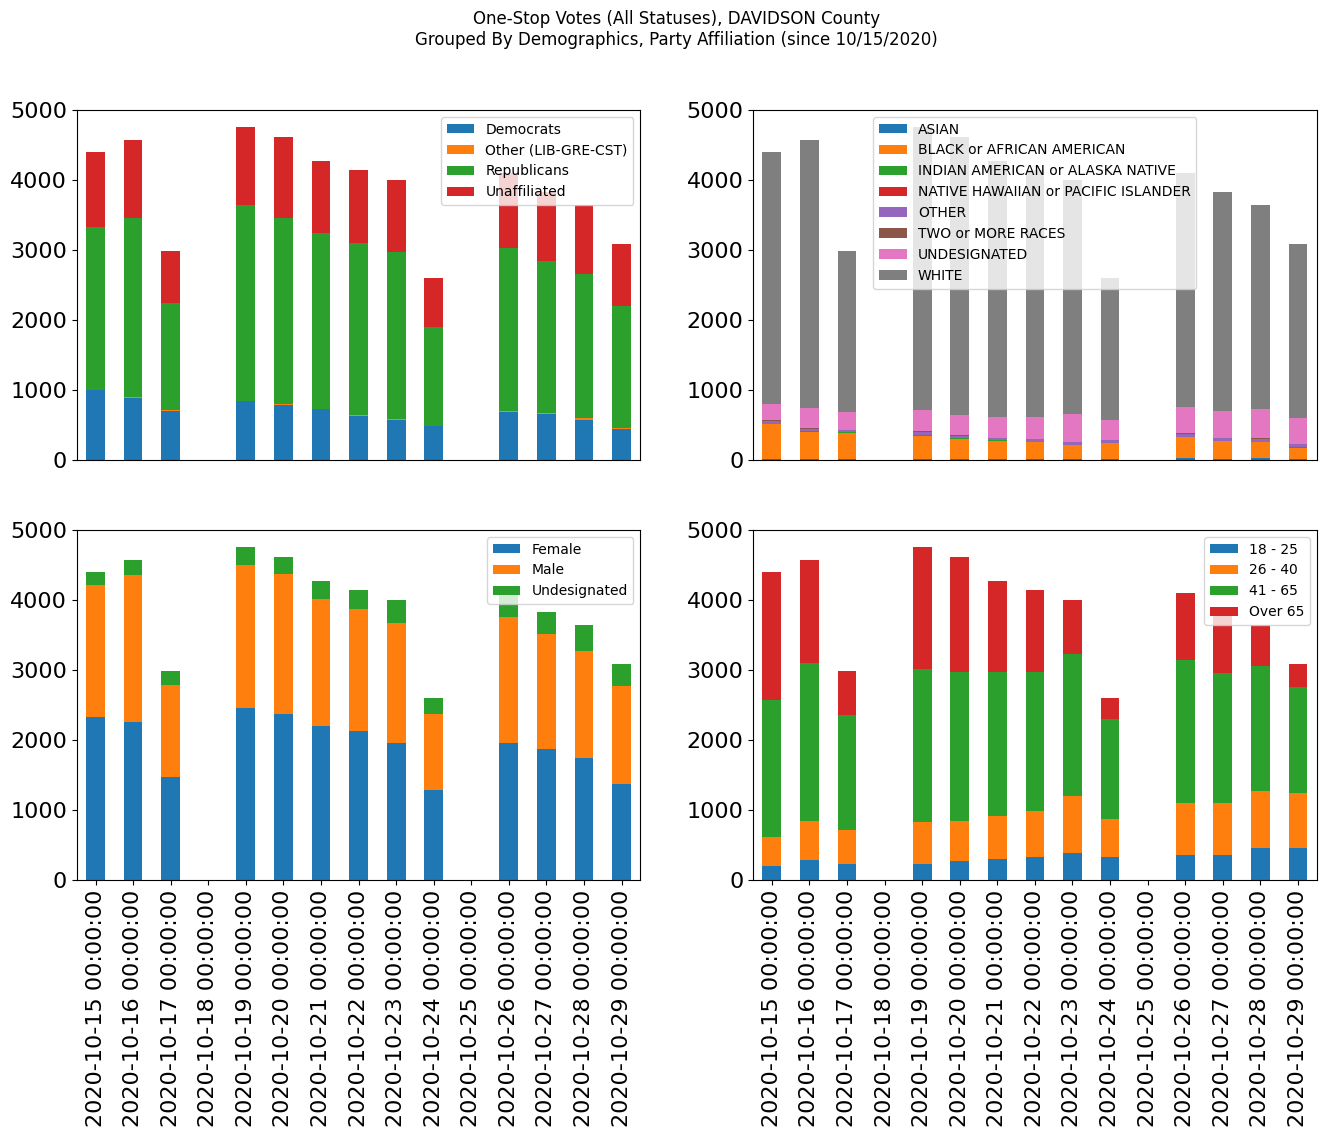 One-Stop Votes (All Statuses), DAVIDSON County
Grouped By Demographics, Party Affiliation (since 10/15/2020)
5000
4000
3000
2000
1000
0
Democrats
Other (LIB-GRE-CST)
Republicans
Unaffiliated
5000
4000
3000
2000
1000
0
ASIAN
BLACK or AFRICAN AMERICAN
INDIAN AMERICAN or ALASKA NATIVE
NATIVE HAWAIIAN or PACIFIC ISLANDER
OTHER
TWO or MORE RACES
UNDESIGNATED
WHITE
5000
4000
3000
2000
1000
0
Female
Male
Undesignated
2020-10-15 00:00:00
2020-10-16 00:00:00
2020-10-17 00:00:00
2020-10-18 00:00:00
2020-10-19 00:00:00
2020-10-20 00:00:00
2020-10-21 00:00:00
2020-10-22 00:00:00
2020-10-23 00:00:00
2020-10-24 00:00:00
2020-10-25 00:00:00
2020-10-26 00:00:00
2020-10-27 00:00:00
2020-10-28 00:00:00
2020-10-29 00:00:00
5000
4000
3000
2000
1000
0
18 - 25
26 - 40
41 - 65
Over 65
2020-10-15 00:00:00
2020-10-16 00:00:00
2020-10-17 00:00:00
2020-10-18 00:00:00
2020-10-19 00:00:00
2020-10-20 00:00:00
2020-10-21 00:00:00
2020-10-22 00:00:00
2020-10-23 00:00:00
2020-10-24 00:00:00
2020-10-25 00:00:00
2020-10-26 00:00:00
2020-10-27 00:00:00
2020-10-28 00:00:00
2020-10-29 00:00:00